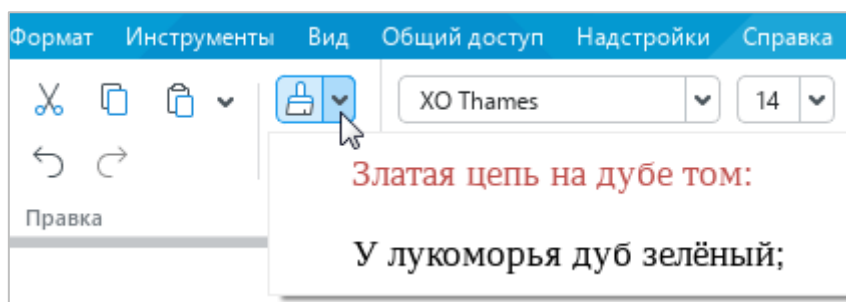 Формат Инструменты Вид Общий доступ Надстройки Справка
XO Thames 14
Златая цепь на дубе том:
Правка
У лукоморья дуб зелёный;